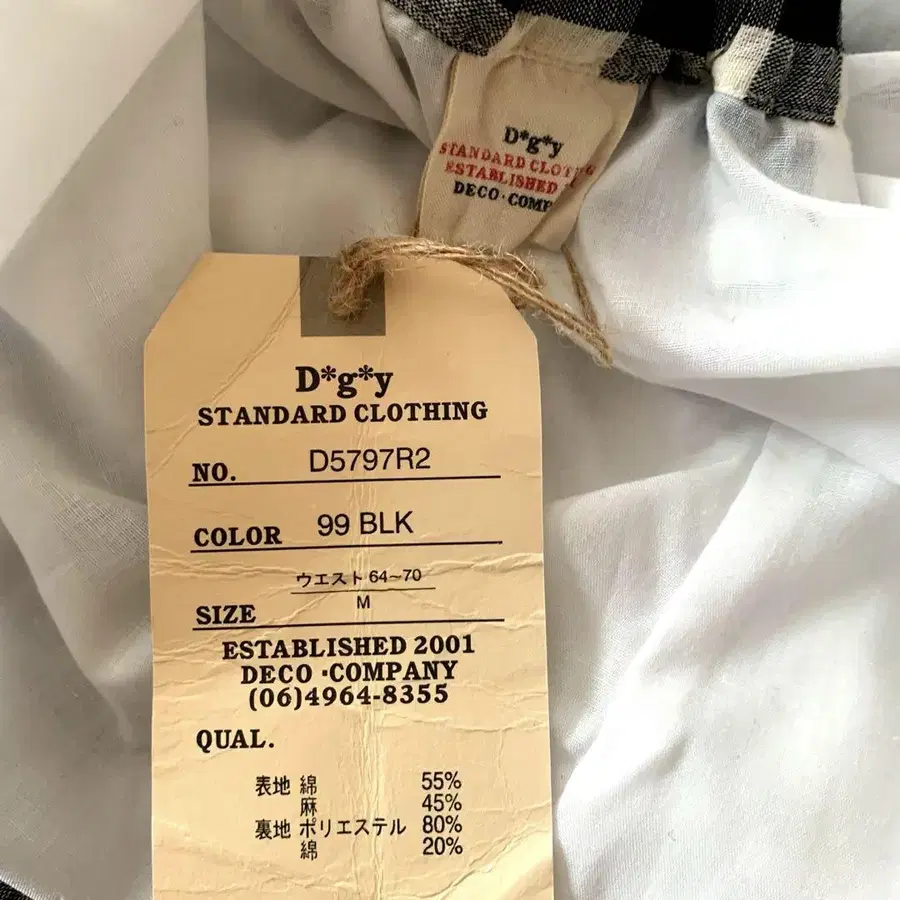 D*g*y
STANDARD
ESTABLISHED
DECO·
D*g*y
STANDARD CLOTHING
NO. D5797R2
COLOR 99 BLK
ウエスト 64~70
SIZE M
ESTABLISHED 2001
DECO・COMPANY
(06)4964-8355
QUAL.
表地 綿 55%
麻 45%
裏地 ポリエステル 80%
綿 20%